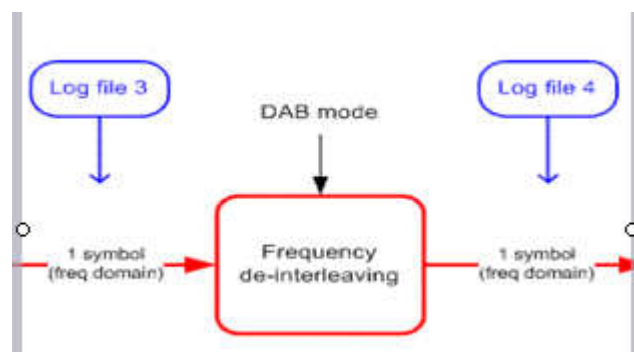 Log file 3
Log file 4
DAB mode
1 symbol
(freq domain)
Frequency
de-interleaving
1 symbol
(freq domain)